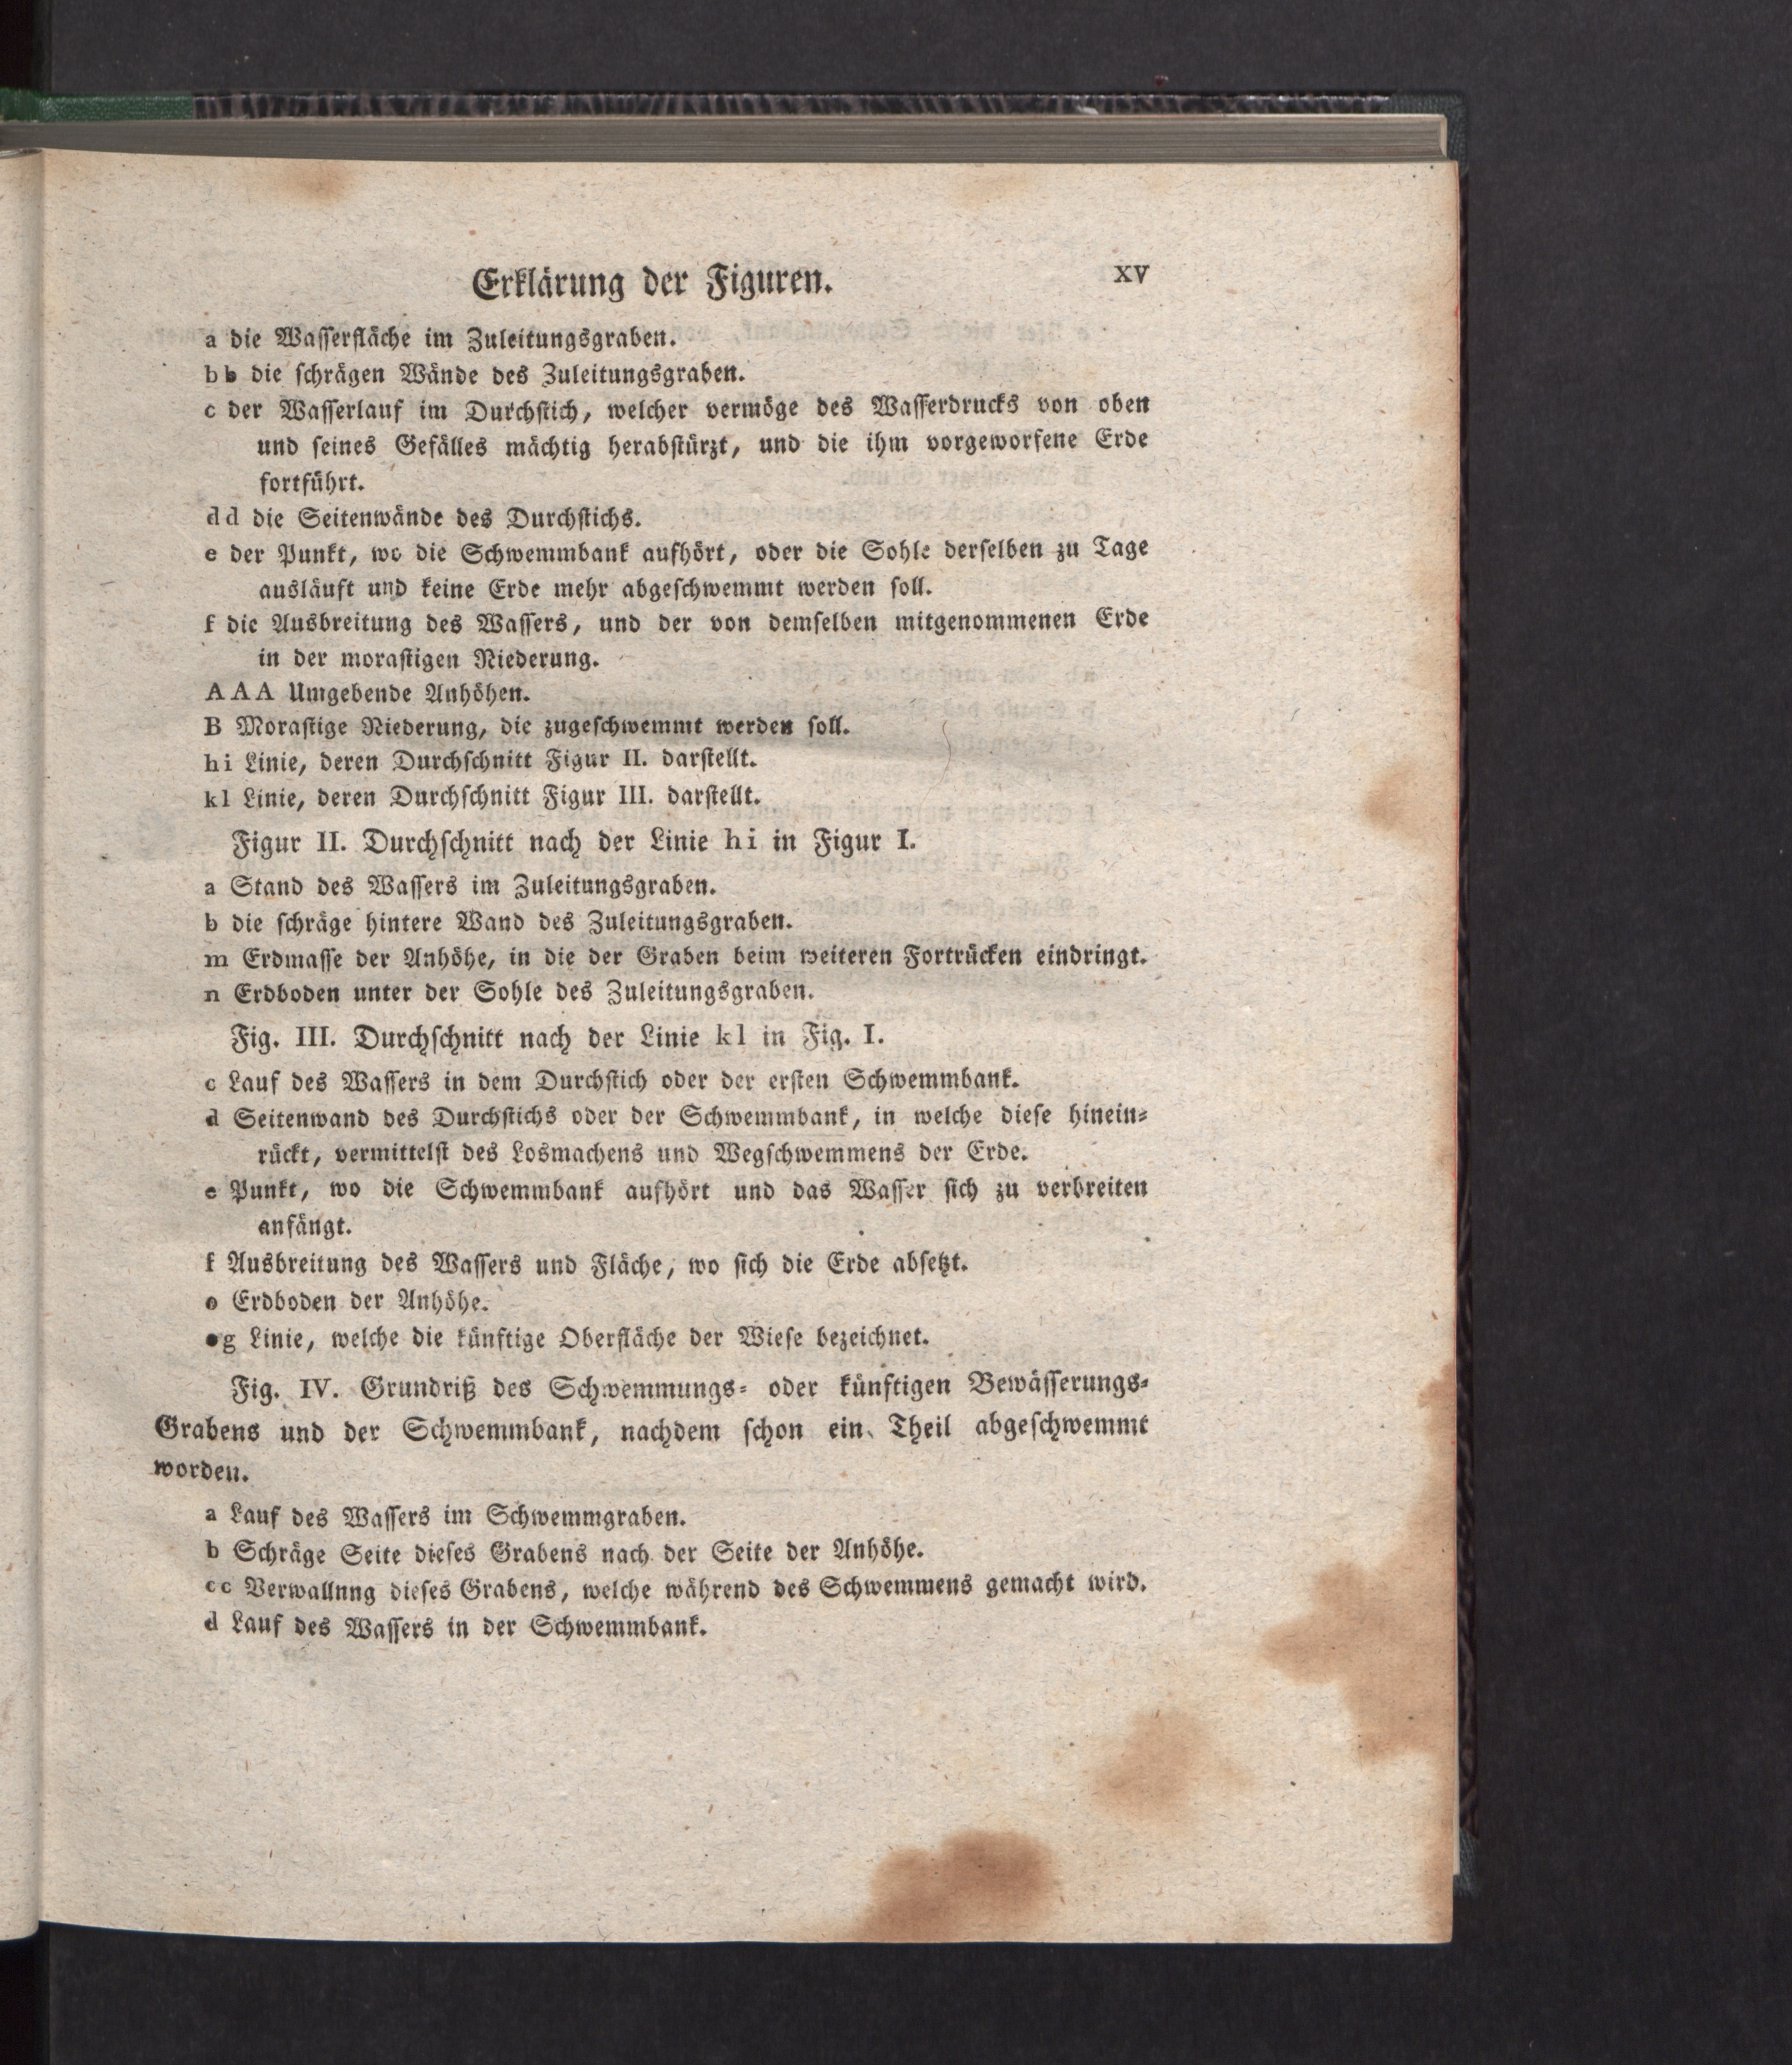 Erklärung der Figuren. XV
a die Wasserfläche im Zuleitungsgraben.
bb die schrägen Wände des Zuleitungsgraben.
c der Wasserlauf im Durchstich, welcher vermöge des Wasserdrucks von oben
und seines Gefälles mächtig herabstürzt, und die ihm vorgeworfene Erde
fortführt.
dd die Seitenwände des Durchstichs.
e der Punkt, wo die Schwemmbank aufhört, oder die Sohle derselben zu Tage
ausläuft und keine Erde mehr abgeschwemmt werden soll.
f die Ausbreitung des Wassers, und der von demselben mitgenommenen Erde
in der morastigen Niederung.
AAA Umgebende Anhöhen.
B Morastige Niederung, die zugeschwemmt werden soll.
hi Linie, deren Durchschnitt Figur II. darstellt.
kl Linie, deren Durchschnitt Figur III. darstellt.
Figur II. Durchschnitt nach der Linie hi in Figur I.
a Stand des Wassers im Zuleitungsgraben.
b die schräge hintere Wand des Zuleitungsgraben.
m Erdmasse der Anhöhe, in die der Graben beim weiteren Fortrücken eindringt.
n Erdboden unter der Sohle des Zuleitungsgraben.
Fig. III. Durchschnitt nach der Linie kl in Fig. I.
c Lauf des Wassers in dem Durchstich oder der ersten Schwemmbank.
d Seitenwand des Durchstichs oder der Schwemmbank, in welche diese hinein-
rückt, vermittelst des Losmachens und Wegschwemmens der Erde.
e Punkt, wo die Schwemmbank aufhört und das Wasser sich zu verbreiten
anfängt.
f Ausbreitung des Wassers und Fläche, wo sich die Erde absetzt.
o Erdboden der Anhöhe.
Linie, welche die künftige Oberfläche der Wiese bezeichnet.
Fig. IV. Grundriß des Schwemmungs- oder künftigen Bewässerungs-
Grabens und der Schwemmbank, nachdem schon ein Theil abgeschwemmt
worden.
a Lauf des Wassers im Schwemmgraben.
b Schräge Seite dieses Grabens nach der Seite der Anhöhe.
cc Verwallnng dieses Grabens, welche während des Schwemmens gemacht wird.
d Lauf des Wassers in der Schwemmbank.